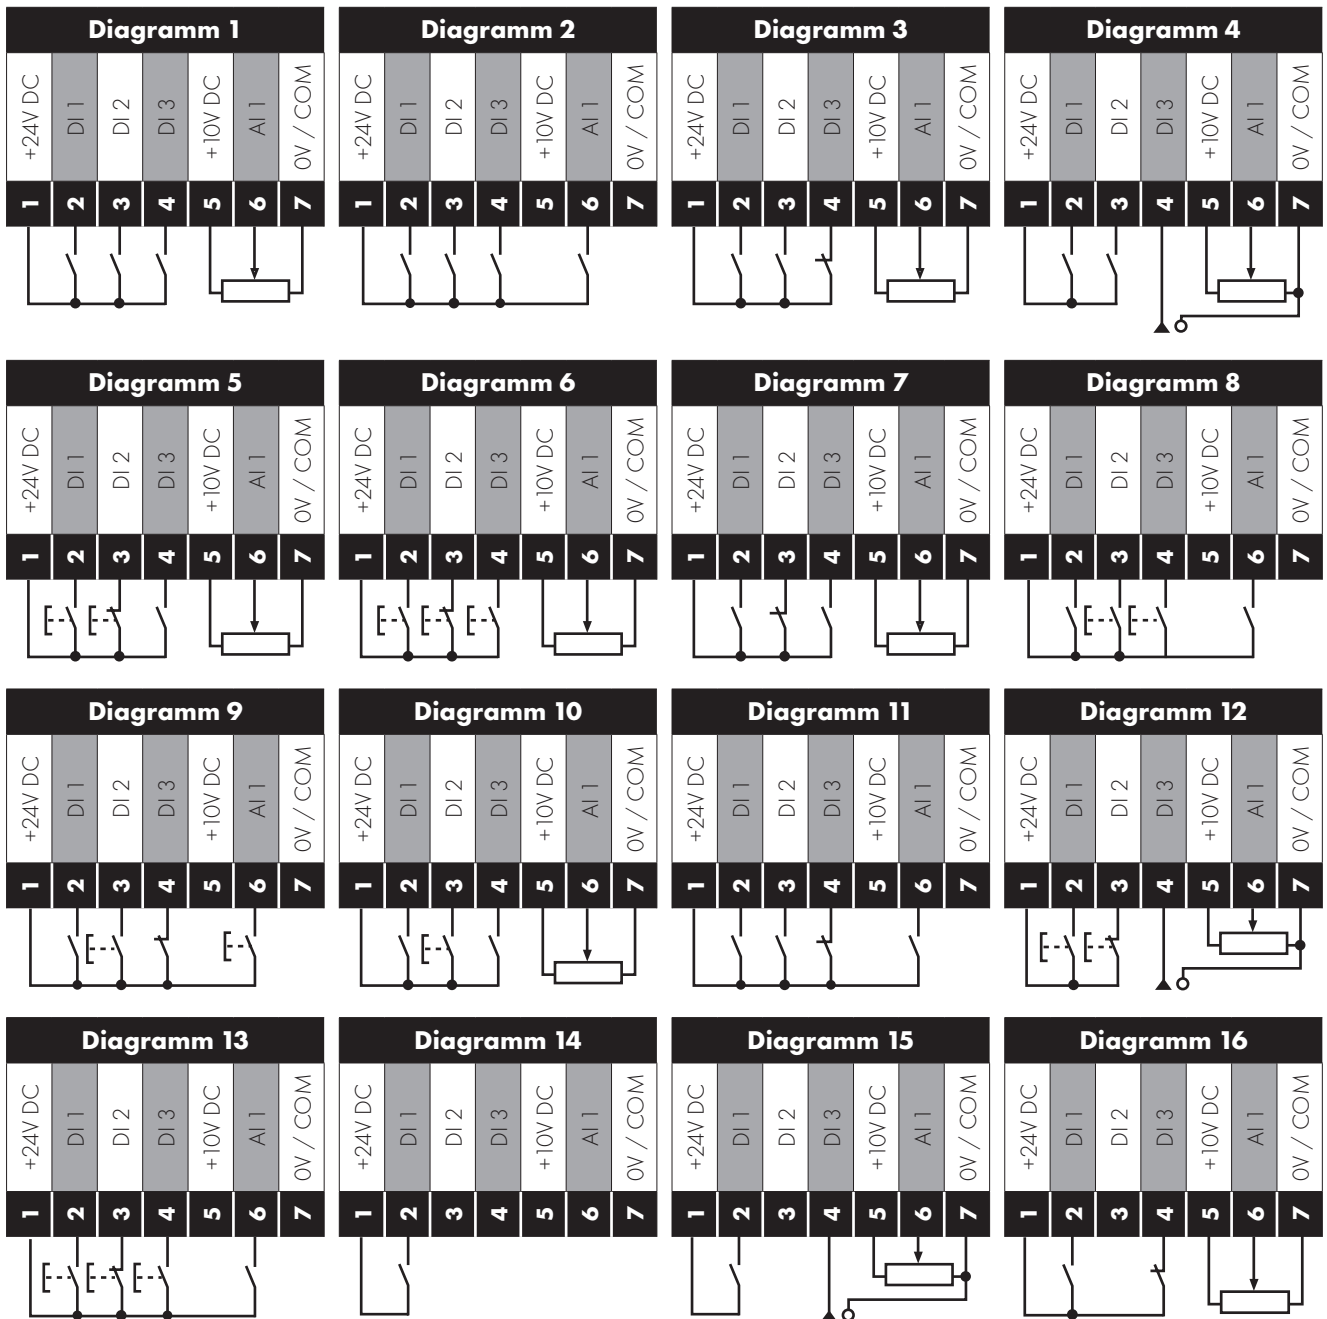 Diagramm 1
+24V DC
DI 1
DI 2
DI 3
+10V DC
AI 1
0V / COM
1 2 3 4 5 6 7
Diagramm 2
+24V DC
DI 1
DI 2
DI 3
+10V DC
AI 1
0V / COM
1 2 3 4 5 6 7
Diagramm 3
+24V DC
DI 1
DI 2
DI 3
+10V DC
AI 1
0V / COM
1 2 3 4 5 6 7
Diagramm 4
+24V DC
DI 1
DI 2
DI 3
+10V DC
AI 1
0V / COM
1 2 3 4 5 6 7
Diagramm 5
+24V DC
DI 1
DI 2
DI 3
+10V DC
AI 1
0V / COM
1 2 3 4 5 6 7
Diagramm 6
+24V DC
DI 1
DI 2
DI 3
+10V DC
AI 1
0V / COM
1 2 3 4 5 6 7
Diagramm 7
+24V DC
DI 1
DI 2
DI 3
+10V DC
AI 1
0V / COM
1 2 3 4 5 6 7
Diagramm 8
+24V DC
DI 1
DI 2
DI 3
+10V DC
AI 1
0V / COM
1 2 3 4 5 6 7
Diagramm 9
+24V DC
DI 1
DI 2
DI 3
+10V DC
AI 1
0V / COM
1 2 3 4 5 6 7
Diagramm 10
+24V DC
DI 1
DI 2
DI 3
+10V DC
AI 1
0V / COM
1 2 3 4 5 6 7
Diagramm 11
+24V DC
DI 1
DI 2
DI 3
+10V DC
AI 1
0V / COM
1 2 3 4 5 6 7
Diagramm 12
+24V DC
DI 1
DI 2
DI 3
+10V DC
AI 1
0V / COM
1 2 3 4 5 6 7
Diagramm 13
+24V DC
DI 1
DI 2
DI 3
+10V DC
AI 1
0V / COM
1 2 3 4 5 6 7
Diagramm 14
+24V DC
DI 1
DI 2
DI 3
+10V DC
AI 1
0V / COM
1 2 3 4 5 6 7
Diagramm 15
+24V DC
DI 1
DI 2
DI 3
+10V DC
AI 1
0V / COM
1 2 3 4 5 6 7
Diagramm 16
+24V DC
DI 1
DI 2
DI 3
+10V DC
AI 1
0V / COM
1 2 3 4 5 6 7